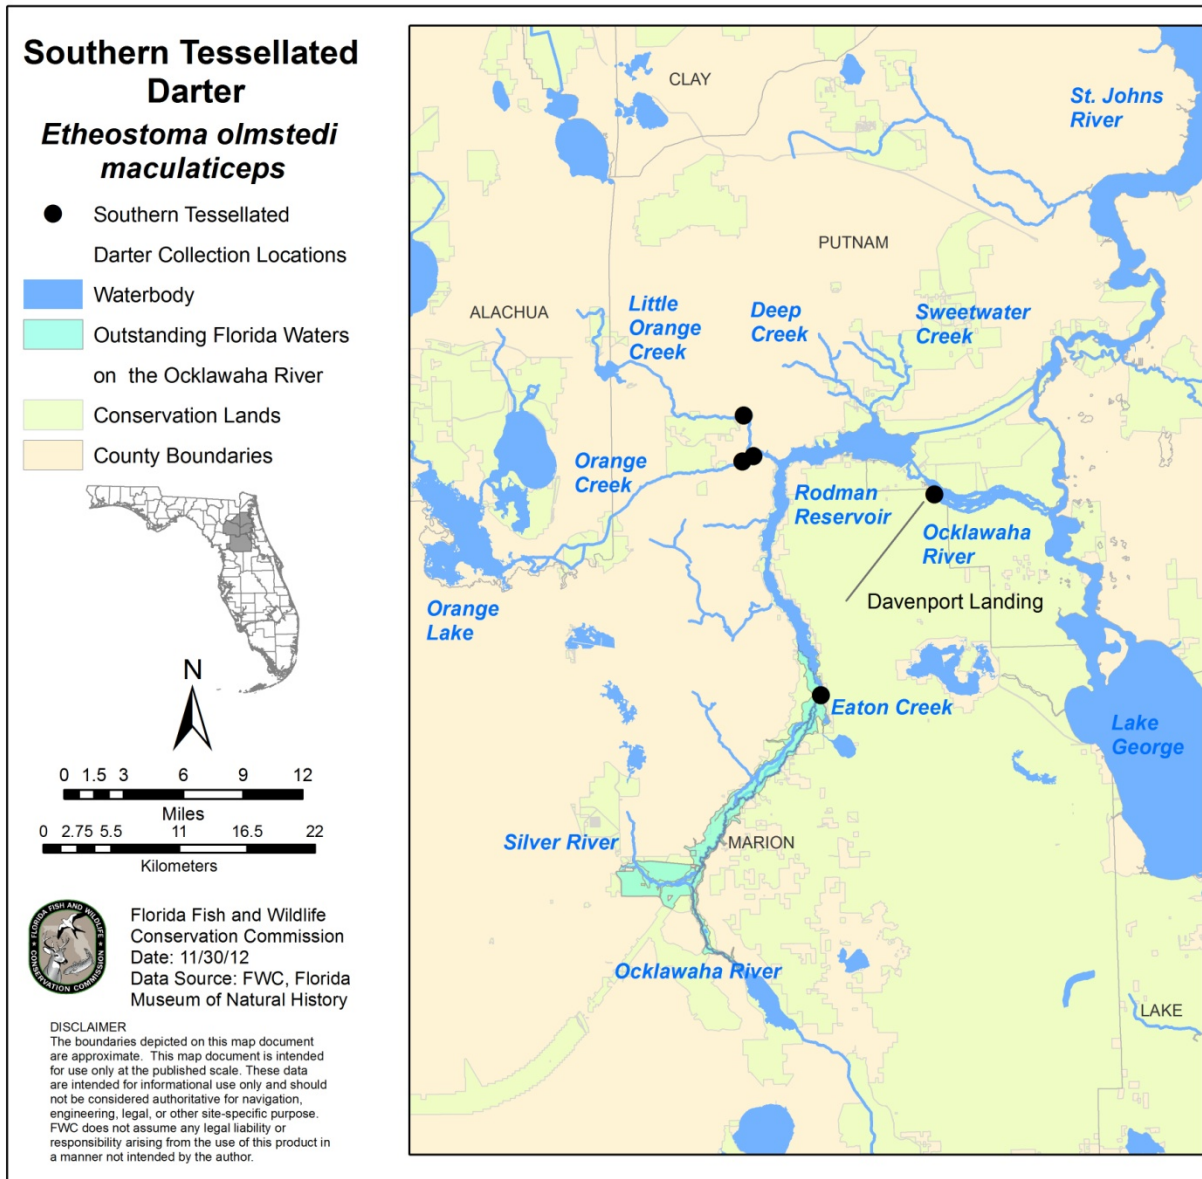 Southern Tessellated
Darter
Etheostoma olmstedi
maculaticeps
Southern Tessellated
Darter Collection Locations
Waterbody
Outstanding Florida Waters
on the Ocklawaha River
Conservation Lands
County Boundaries
N
0 1.5 3 6 9 12
Miles
0 2.75 5.5 11 16.5 22
Kilometers
FLORIDA FISH AND WILDLIFE
CONSERVATION COMMISSION
Florida Fish and Wildlife
Conservation Commission
Date: 11/30/12
Data Source: FWC, Florida
Museum of Natural History
DISCLAIMER
The boundaries depicted on this map document
are approximate. This map document is intended
for use only at the published scale. These data
are intended for informational use only and should
not be considered authoritative for navigation,
engineering, legal, or other site-specific purpose.
FWC does not assume any legal liability or
responsibility arising from the use of this product in
a manner not intended by the author.
CLAY
St. Johns
River
PUTNAM
ALACHUA
Little
Orange
Creek
Deep
Creek
Sweetwater
Creek
Orange
Creek
Rodman
Reservoir
Ocklawaha
River
Davenport Landing
Orange
Lake
Eaton Creek
Lake
George
Silver River
MARION
Ocklawaha River
LAKE